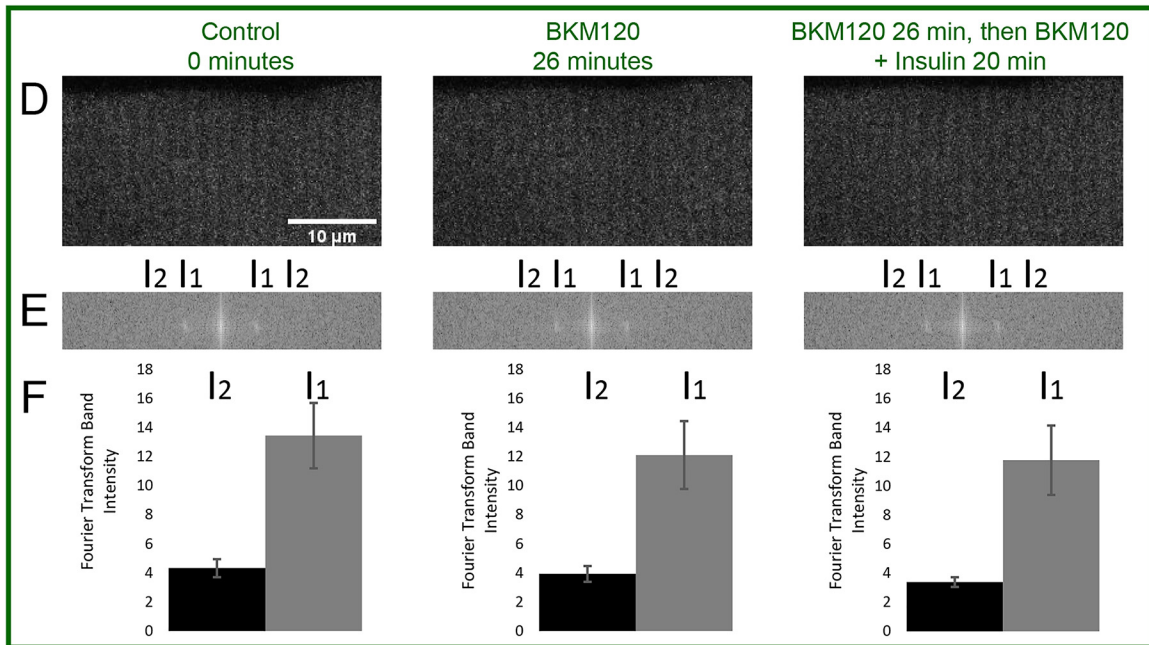 Control
0 minutes
BKM120
26 minutes
BKM120 26 min, then BKM120
+ Insulin 20 min
D
10 µm
I2 I1 I1 I2
I2 I1 I1 I2
I2 I1 I1 I2
E
F
Fourier Transform Band
Intensity
18
16
14
12
10
8
6
4
2
0
I2 I1
Fourier Transform Band
Intensity
18
16
14
12
10
8
6
4
2
0
I2 I1
Fourier Transform Band
Intensity
18
16
14
12
10
8
6
4
2
0
I2 I1